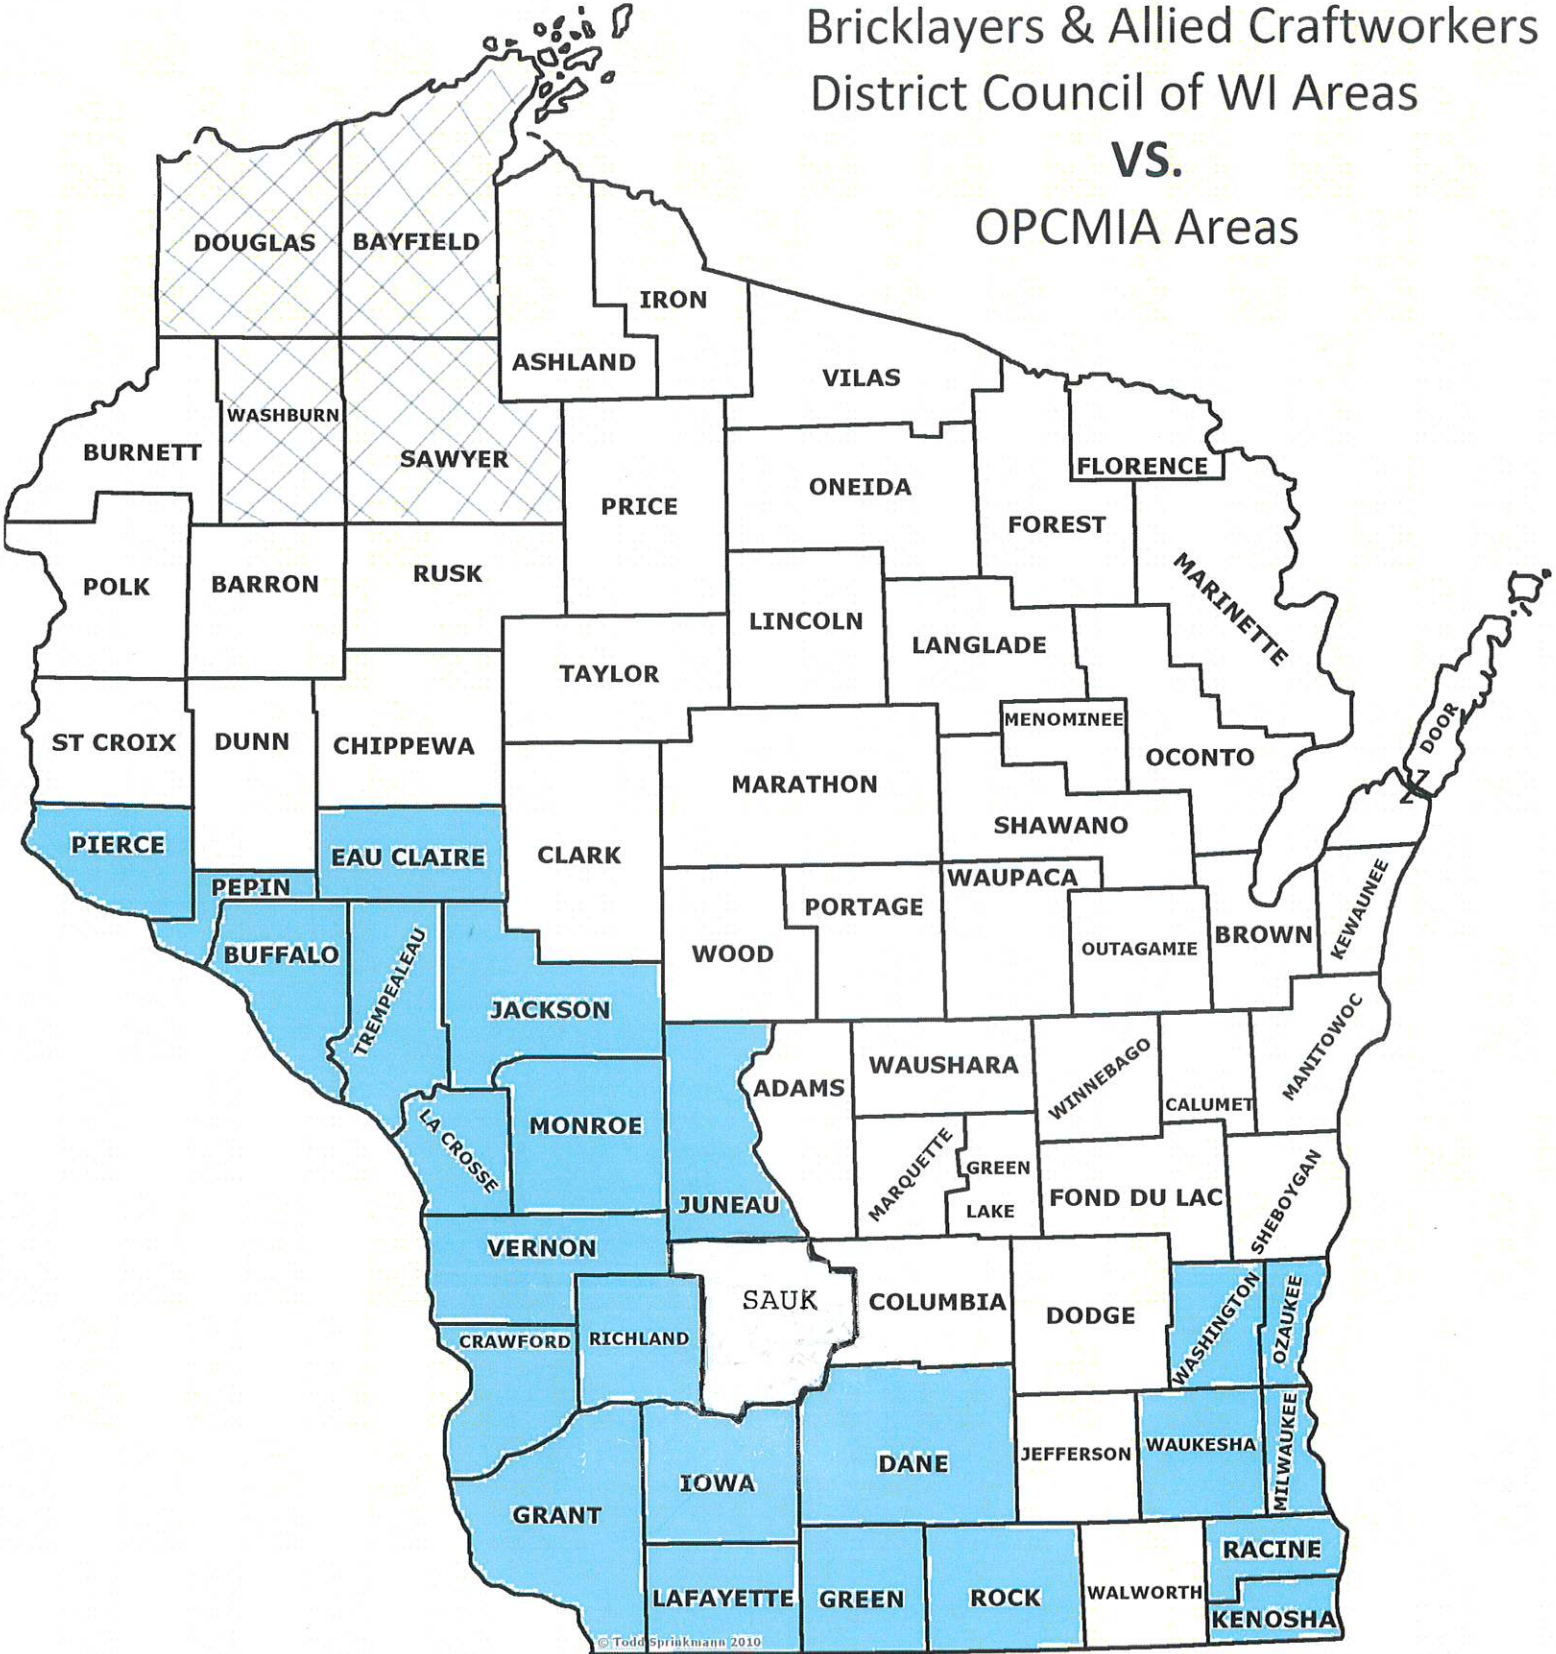 Bricklayers & Allied Craftworkers
District Council of WI Areas
VS.
OPCMIA Areas
DOUGLAS
BAYFIELD
IRON
ASHLAND
VILAS
WASHBURN
BURNETT
SAWYER
FLORENCE
ONEIDA
PRICE
FOREST
RUSK
BARRON
POLK
MARINETTE
LINCOLN
LANGLADE
TAYLOR
MENOMINEE
DOOR
ST CROIX
DUNN
CHIPPEWA
OCONTO
MARATHON
SHAWANO
PIERCE
EAU CLAIRE
CLARK
PEPIN
WAUPACA
PORTAGE
KEWAUNEE
BROWN
OUTAGAMIE
WOOD
BUFFALO
TREMPEALEAU
JACKSON
MANITOWOC
WAUSHARA
WINNEBAGO
ADAMS
CALUMET
MONROE
LA CROSSE
MARQUETTE
GREEN
LAKE
FOND DU LAC
SHEBOYGAN
JUNEAU
VERNON
SAUK
COLUMBIA
DODGE
WASHINGTON
OZAUKEE
CRAWFORD
RICHLAND
DANE
JEFFERSON
WAUKESHA
MILWAUKEE
IOWA
GRANT
RACINE
LAFAYETTE
GREEN
ROCK
WALWORTH
KENOSHA
© Todd Sprinkmann 2010